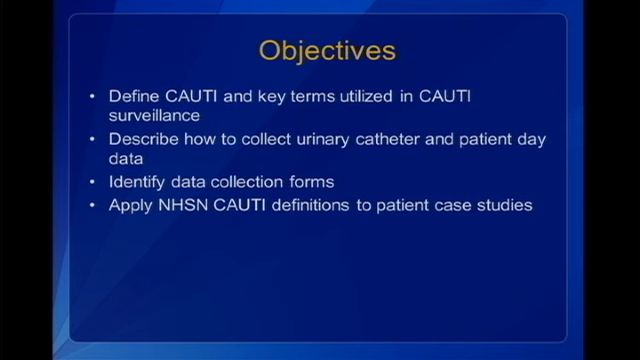 Objectives
• Define CAUTI and key terms utilized in CAUTI
surveillance
• Describe how to collect urinary catheter and patient day
data
• Identify data collection forms
• Apply NHSN CAUTI definitions to patient case studies